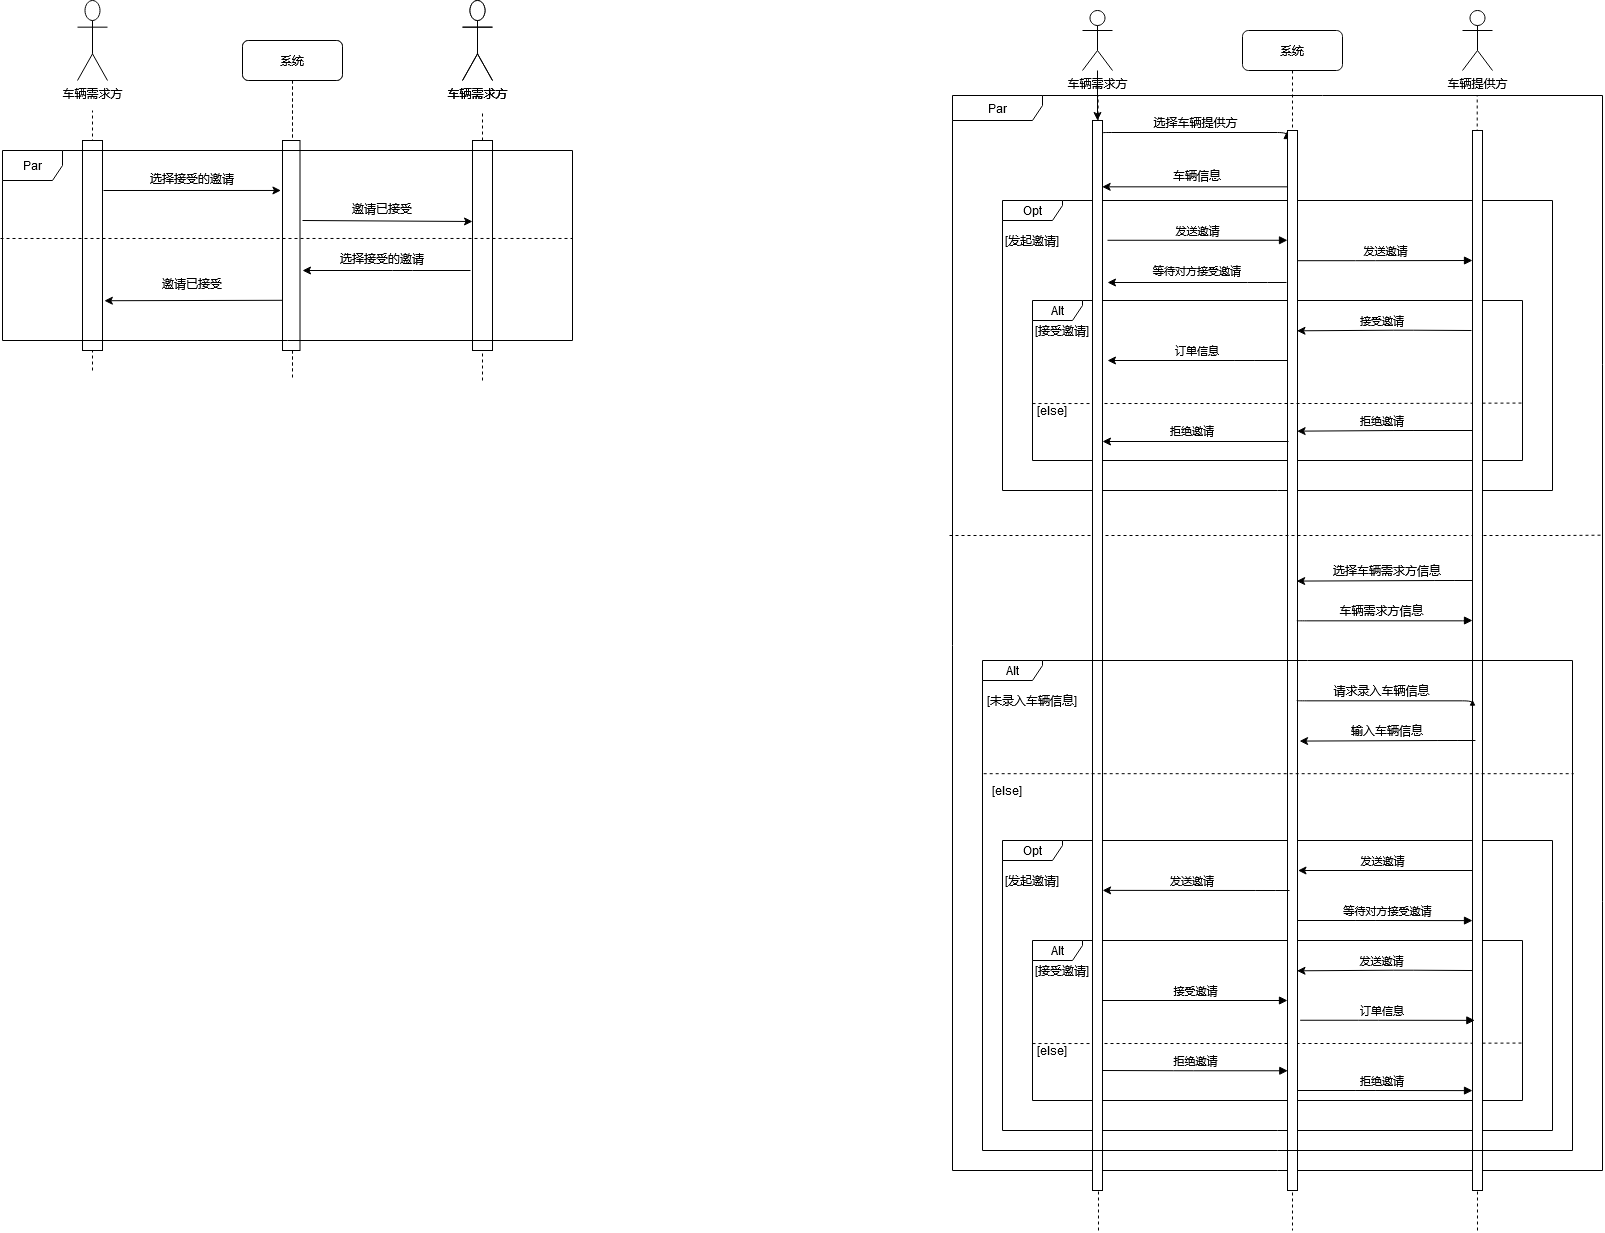 系统
车辆需求方
车辆需求方
Par
选择接受的邀请
邀请已接受
选择接受的邀请
邀请已接受
系统
车辆需求方
车辆提供方
Par
选择车辆提供方
车辆信息
Opt
[发起邀请]
发送邀请
发送邀请
等待对方接受邀请
Alt
[接受邀请]
接受邀请
订单信息
[else]
拒绝邀请
拒绝邀请
选择车辆需求方信息
车辆需求方信息
Alt
[未录入车辆信息]
请求录入车辆信息
输入车辆信息
[else]
Opt
[发起邀请]
发送邀请
发送邀请
等待对方接受邀请
Alt
[接受邀请]
发送邀请
接受邀请
订单信息
[else]
拒绝邀请
拒绝邀请